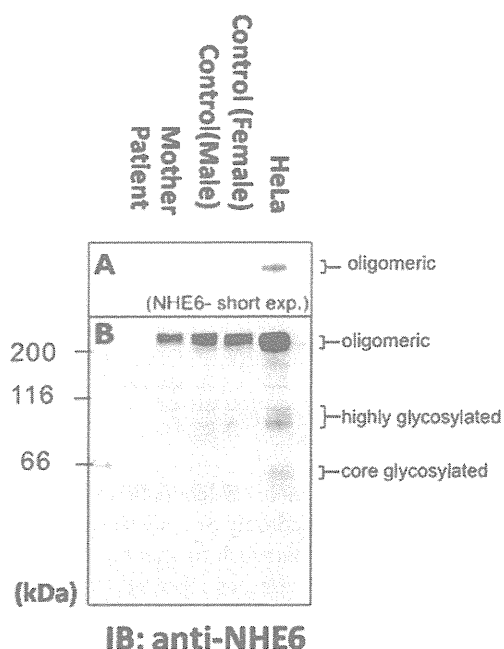 Patient
Mother
Control(Male)
Control (Female)
HeLa
A
oligomeric
(NHE6- short exp.)
B
oligomeric
200
116
highly glycosylated
66
core glycosylated
(kDa)
IB: anti-NHE6